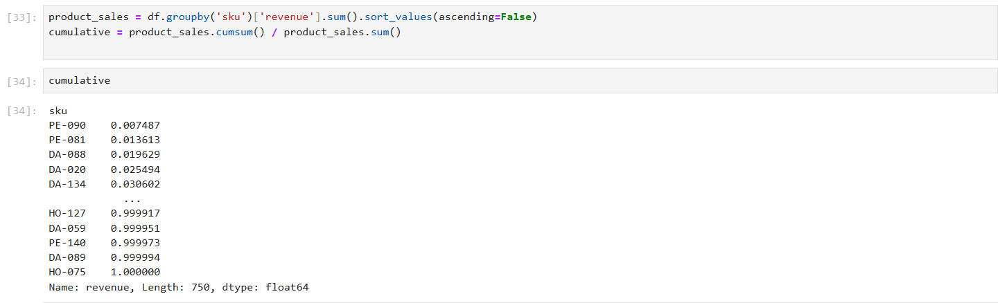 [33]: product_sales = df.groupby('sku')['revenue'].sum().sort_values(ascending=False)
cumulative = product_sales.cumsum() / product_sales.sum()
[34]: cumulative
[34]: sku
PE-090    0.007487
PE-081    0.013613
DA-088    0.019629
DA-020    0.025494
DA-134    0.030602
...
HO-127    0.999917
DA-059    0.999951
PE-140    0.999973
DA-089    0.999994
HO-075    1.000000
Name: revenue, Length: 750, dtype: float64